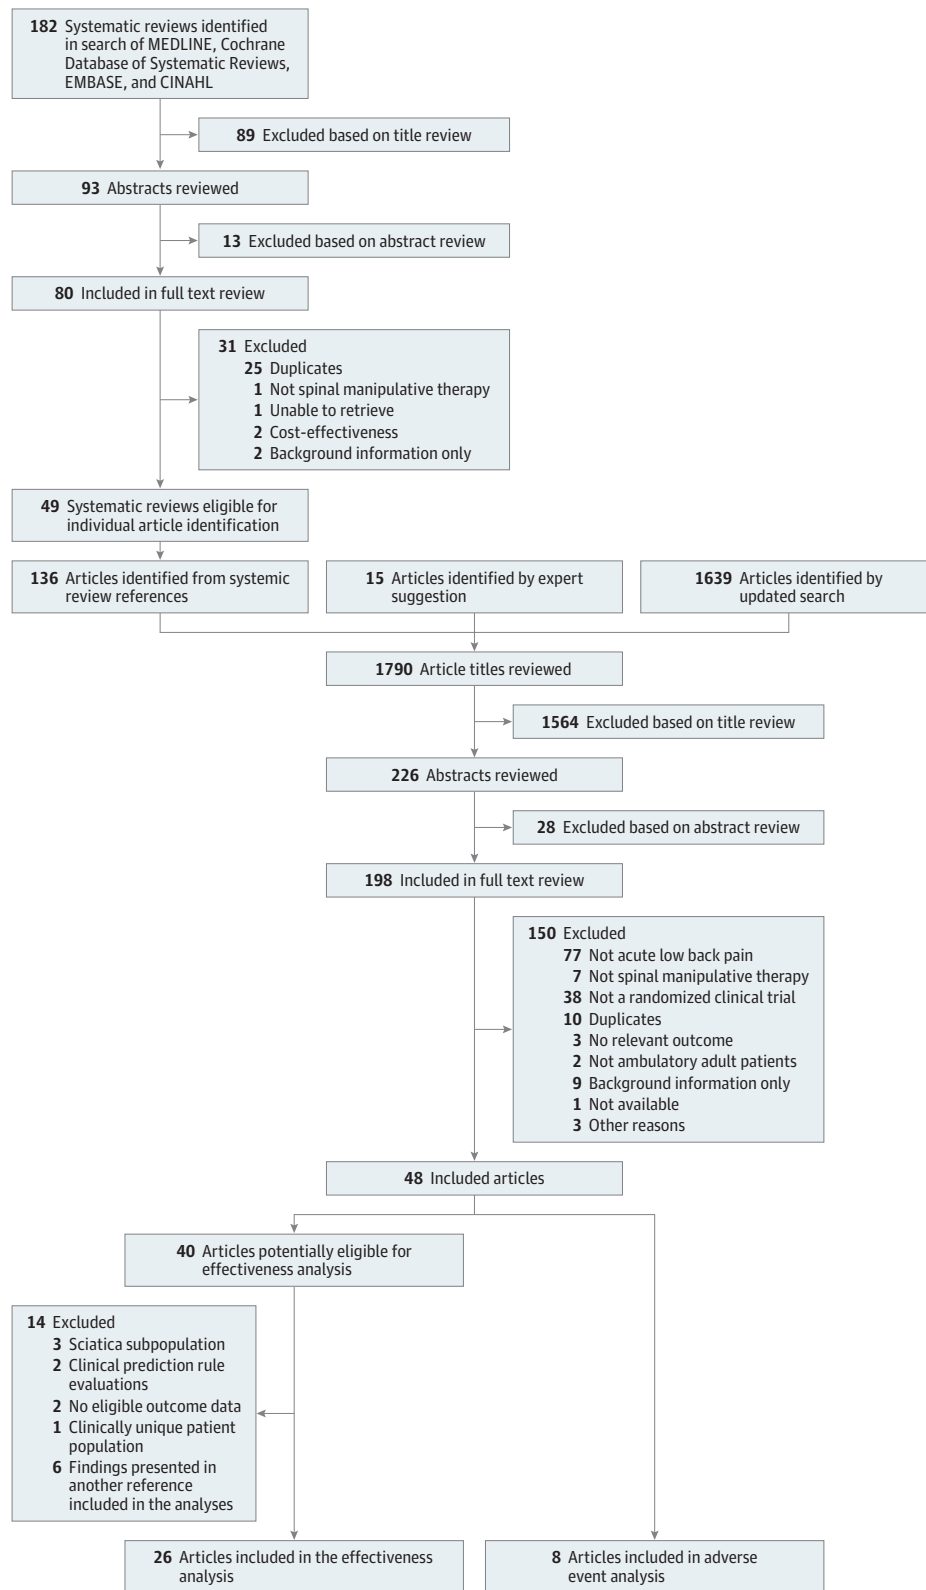 182 Systematic reviews identified
in search of MEDLINE, Cochrane
Database of Systematic Reviews,
EMBASE, and CINAHL
89 Excluded based on title review
93 Abstracts reviewed
13 Excluded based on abstract review
80 Included in full text review
31 Excluded
25 Duplicates
1 Not spinal manipulative therapy
1 Unable to retrieve
2 Cost-effectiveness
2 Background information only
49 Systematic reviews eligible for
individual article identification
136 Articles identified from systemic
review references
15 Articles identified by expert
suggestion
1639 Articles identified by
updated search
1790 Article titles reviewed
1564 Excluded based on title review
226 Abstracts reviewed
28 Excluded based on abstract review
198 Included in full text review
150 Excluded
77 Not acute low back pain
7 Not spinal manipulative therapy
38 Not a randomized clinical trial
10 Duplicates
3 No relevant outcome
2 Not ambulatory adult patients
9 Background information only
1 Not available
3 Other reasons
48 Included articles
40 Articles potentially eligible for
effectiveness analysis
14 Excluded
3 Sciatica subpopulation
2 Clinical prediction rule
evaluations
2 No eligible outcome data
1 Clinically unique patient
population
6 Findings presented in
another reference
included in the analyses
26 Articles included in the effectiveness
analysis
8 Articles included in adverse
event analysis